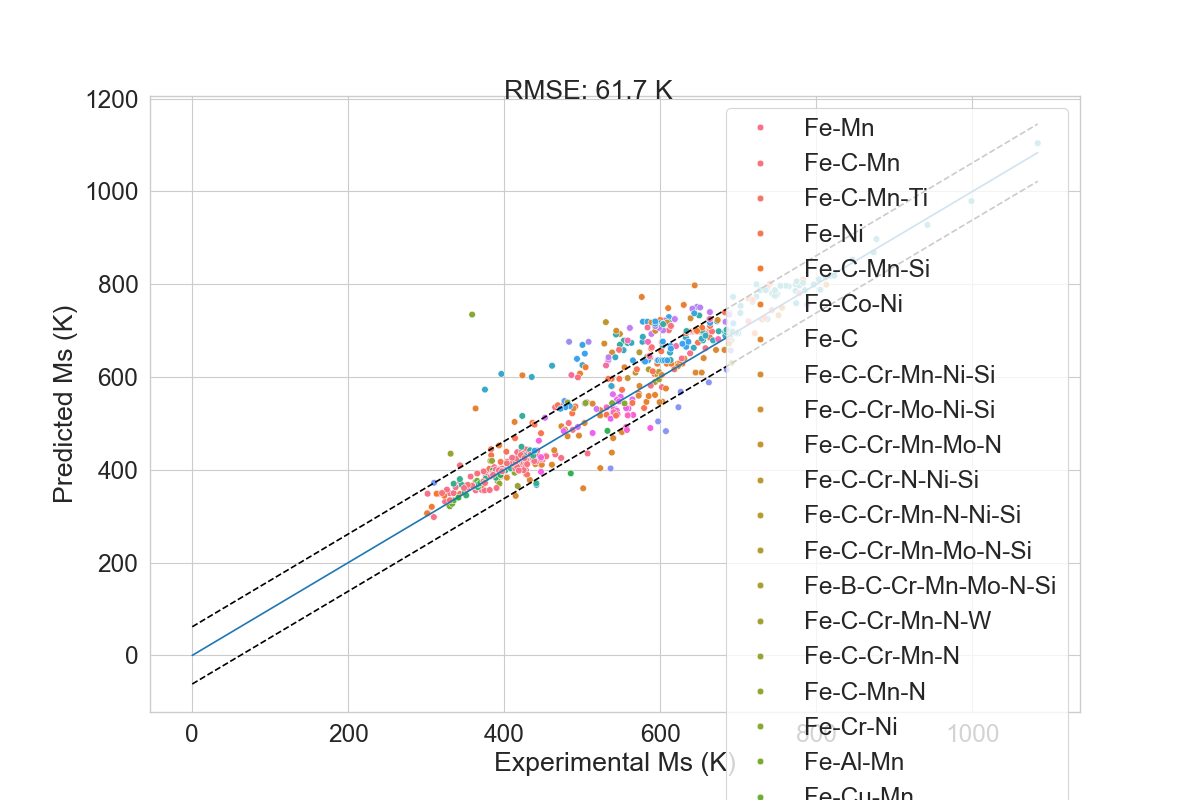 RMSE: 61.7 K
1200
1000
800
600
400
200
0
Predicted Ms (K)
0
200
400
600
800
1000
Experimental Ms (K)
Fe-Mn
Fe-C-Mn
Fe-C-Mn-Ti
Fe-Ni
Fe-C-Mn-Si
Fe-Co-Ni
Fe-C
Fe-C-Cr-Mn-Ni-Si
Fe-C-Cr-Mo-Ni-Si
Fe-C-Cr-Mn-Mo-N
Fe-C-Cr-N-Ni-Si
Fe-C-Cr-Mn-N-Ni-Si
Fe-C-Cr-Mn-Mo-N-Si
Fe-B-C-Cr-Mn-Mo-N-Si
Fe-C-Cr-Mn-N-W
Fe-C-Cr-Mn-N
Fe-C-Mn-N
Fe-Cr-Ni
Fe-Al-Mn
Fe-Cu-Mn